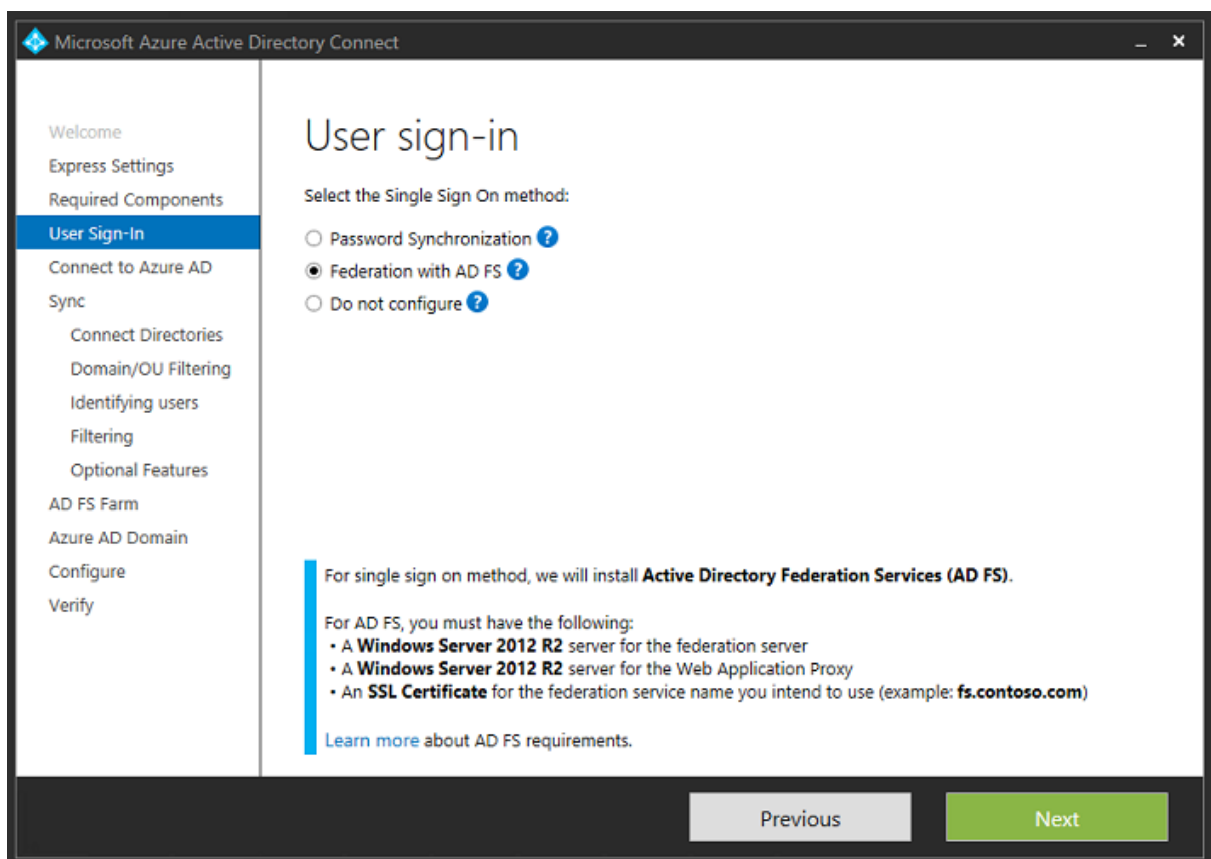 Microsoft Azure Active Directory Connect
Welcome
Express Settings
Required Components
User Sign-In
Connect to Azure AD
Sync
Connect Directories
Domain/OU Filtering
Identifying users
Filtering
Optional Features
AD FS Farm
Azure AD Domain
Configure
Verify
User sign-in
Select the Single Sign On method:
Password Synchronization ?
Federation with AD FS ?
Do not configure ?
For single sign on method, we will install Active Directory Federation Services (AD FS).
For AD FS, you must have the following:
• A Windows Server 2012 R2 server for the federation server
• A Windows Server 2012 R2 server for the Web Application Proxy
• An SSL Certificate for the federation service name you intend to use (example: fs.contoso.com)
Learn more about AD FS requirements.
Previous
Next